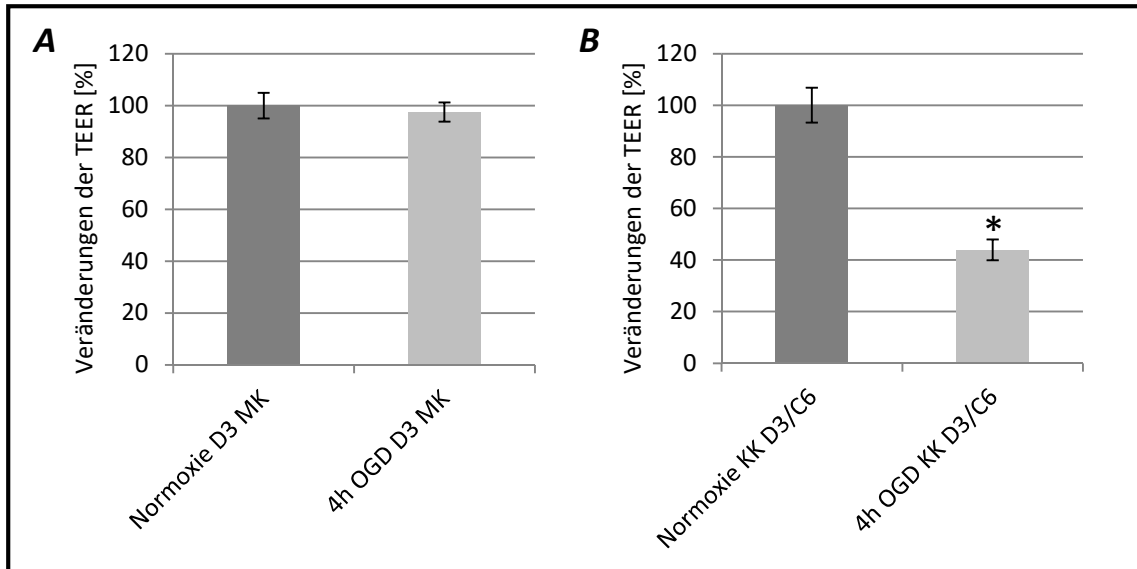 A
Veränderungen der TEER [%]
120
100
80
60
40
20
0
Normoxie D3 MK
4h OGD D3 MK
B
Veränderungen der TEER [%]
120
100
80
60
40
20
0
*
Normoxie KK D3/C6
4h OGD KK D3/C6